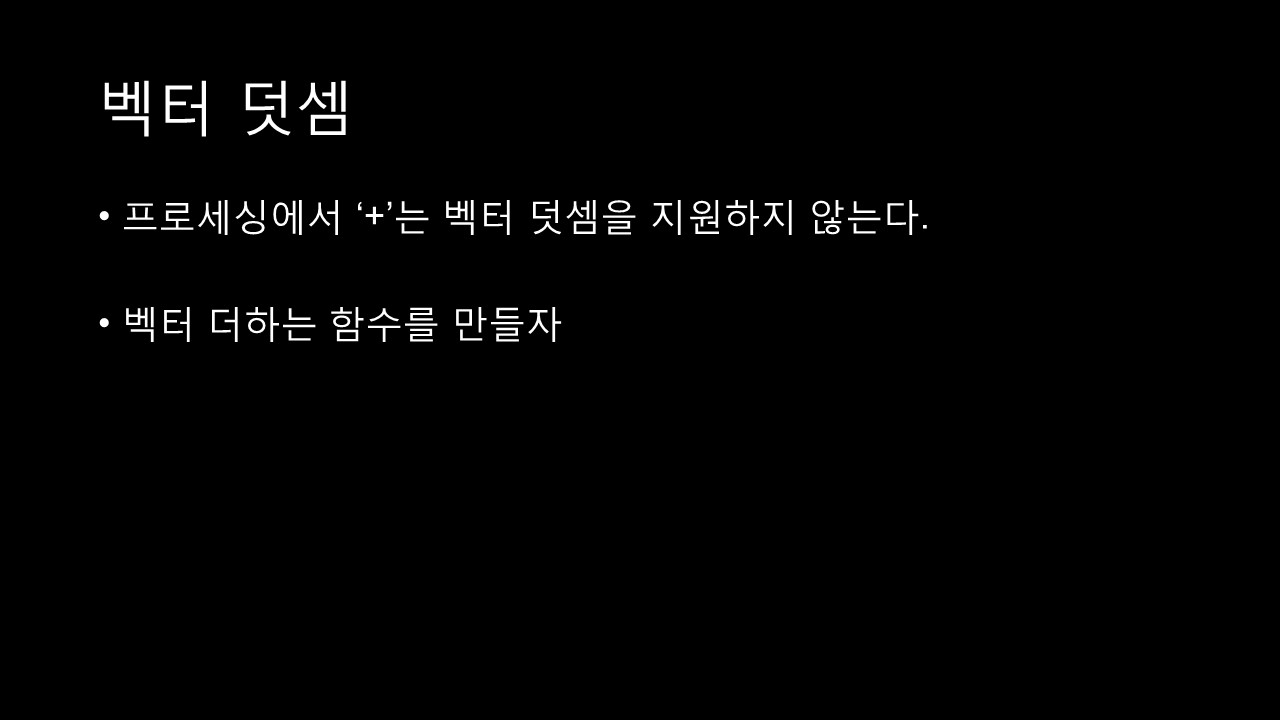 벡터 덧셈
• 프로세싱에서 ‘+’는 벡터 덧셈을 지원하지 않는다.
• 벡터 더하는 함수를 만들자